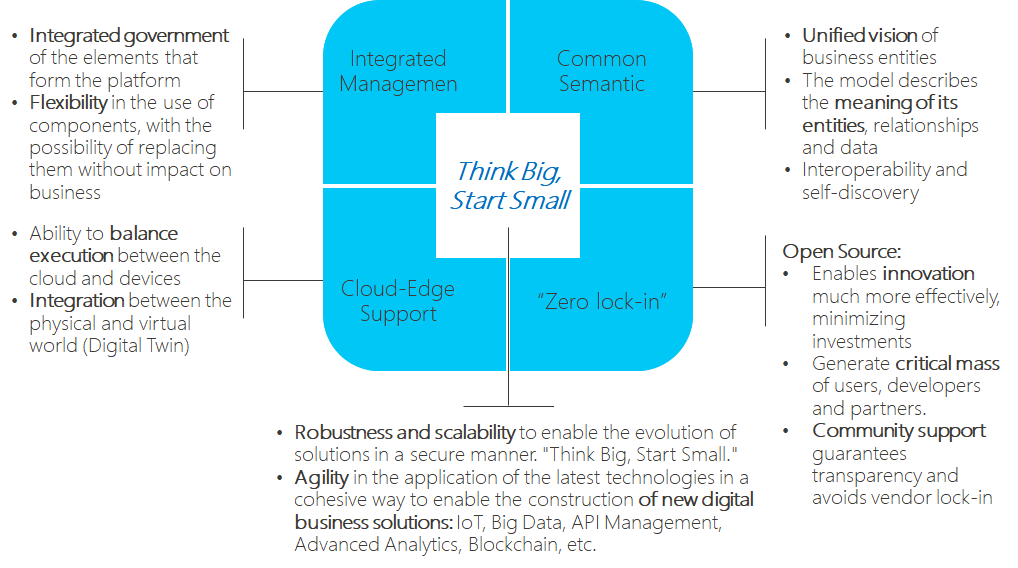 • Integrated government
of the elements that
form the platform
• Flexibility in the use of
components, with the
possibility of replacing
them without impact on
business
Integrated
Managemen
Common
Semantic
• Unified vision of
business entities
• The model describes
the meaning of its
entities, relationships
and data
• Interoperability and
self-discovery
Think Big,
Start Small
• Ability to balance
execution between the
cloud and devices
• Integration between the
physical and virtual
world (Digital Twin)
Cloud-Edge
Support
“Zero lock-in”
Open Source:
• Enables innovation
much more effectively,
minimizing
investments
• Generate critical mass
of users, developers
and partners.
• Community support
guarantees
transparency and
avoids vendor lock-in
• Robustness and scalability to enable the evolution of
solutions in a secure manner. "Think Big, Start Small."
• Agility in the application of the latest technologies in a
cohesive way to enable the construction of new digital
business solutions: IoT, Big Data, API Management,
Advanced Analytics, Blockchain, etc.